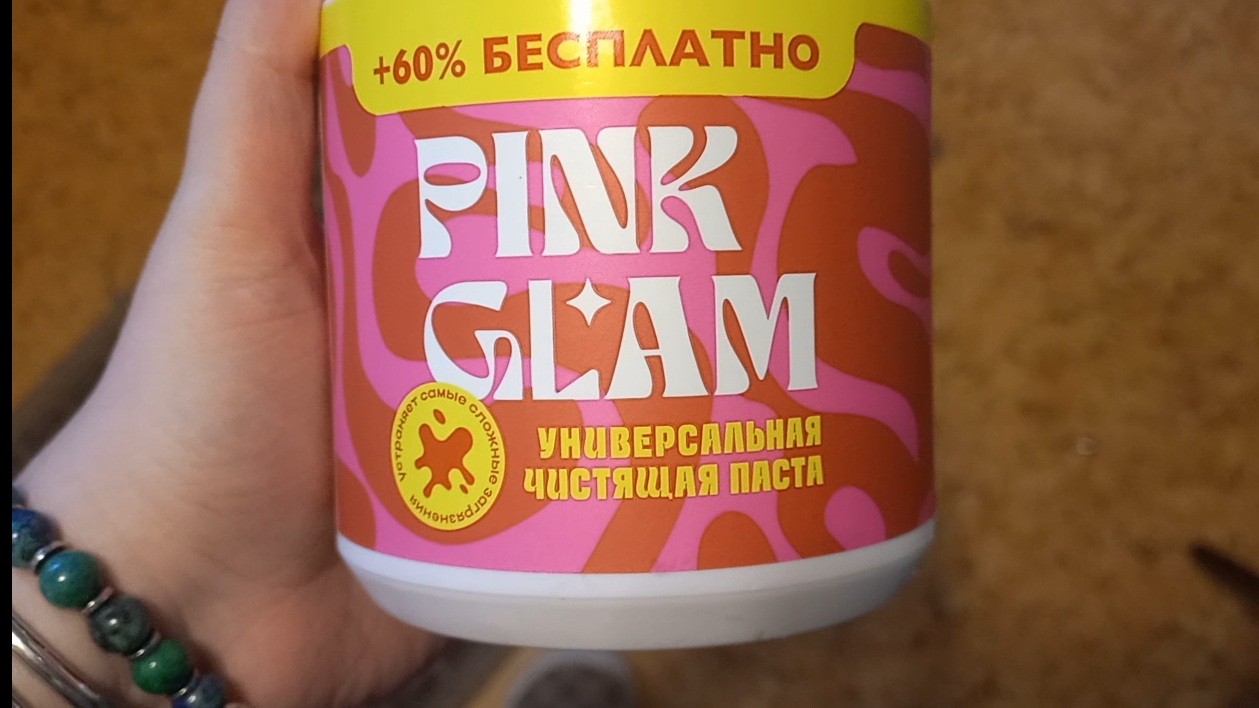 +60% БЕСПЛАТНО
PINK
GLAM
устраняет самые сложные загрязнения
УНИВЕРСАЛЬНАЯ
ЧИСТЯЩАЯ ПАСТА